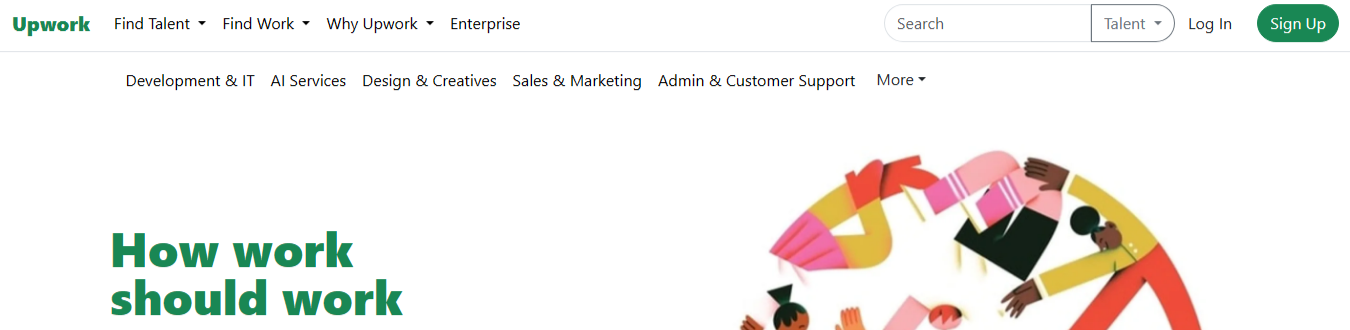 Upwork Find Talent Find Work Why Upwork Enterprise Search Talent Log In Sign Up
Development & IT AI Services Design & Creatives Sales & Marketing Admin & Customer Support More
How work
should work